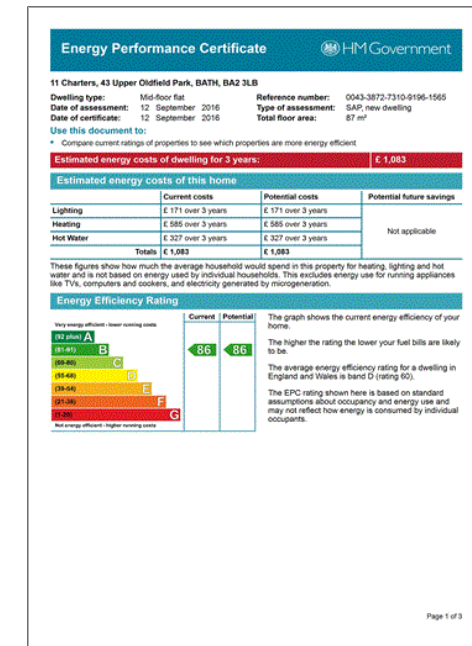 Energy Performance Certificate
HM Government
11 Charters, 43 Upper Oldfield Park, BATH, BA2 3LB
Dwelling type: Mid-floor flat
Date of assessment: 12 September 2016
Date of certificate: 12 September 2016
Reference number: 0043-3872-7310-9196-1565
Type of assessment: SAP, new dwelling
Total floor area: 87 m²
Use this document to:
• Compare current ratings of properties to see which properties are more energy efficient
Estimated energy costs of dwelling for 3 years: £ 1,083
Estimated energy costs of this home
Current costs Potential costs Potential future savings
Lighting £ 171 over 3 years £ 171 over 3 years
Heating £ 585 over 3 years £ 585 over 3 years
Not applicable
Hot Water £ 327 over 3 years £ 327 over 3 years
Totals £ 1,083 £ 1,083
These figures show how much the average household would spend in this property for heating, lighting and hot
water and is not based on energy used by individual households. This excludes energy use for running appliances
like TVs, computers and cookers, and electricity generated by microgeneration.
Energy Efficiency Rating
Current Potential
Very energy efficient - lower running costs
(92 plus) A
(81-91) B
86 86
(69-80) C
(55-68) D
(39-54) E
(21-38) F
(1-20) G
Not energy efficient - higher running costs
The graph shows the current energy efficiency of your
home.
The higher the rating the lower your fuel bills are likely
to be.
The average energy efficiency rating for a dwelling in
England and Wales is band D (rating 60).
The EPC rating shown here is based on standard
assumptions about occupancy and energy use and
may not reflect how energy is consumed by individual
occupants.
Page 1 of 3